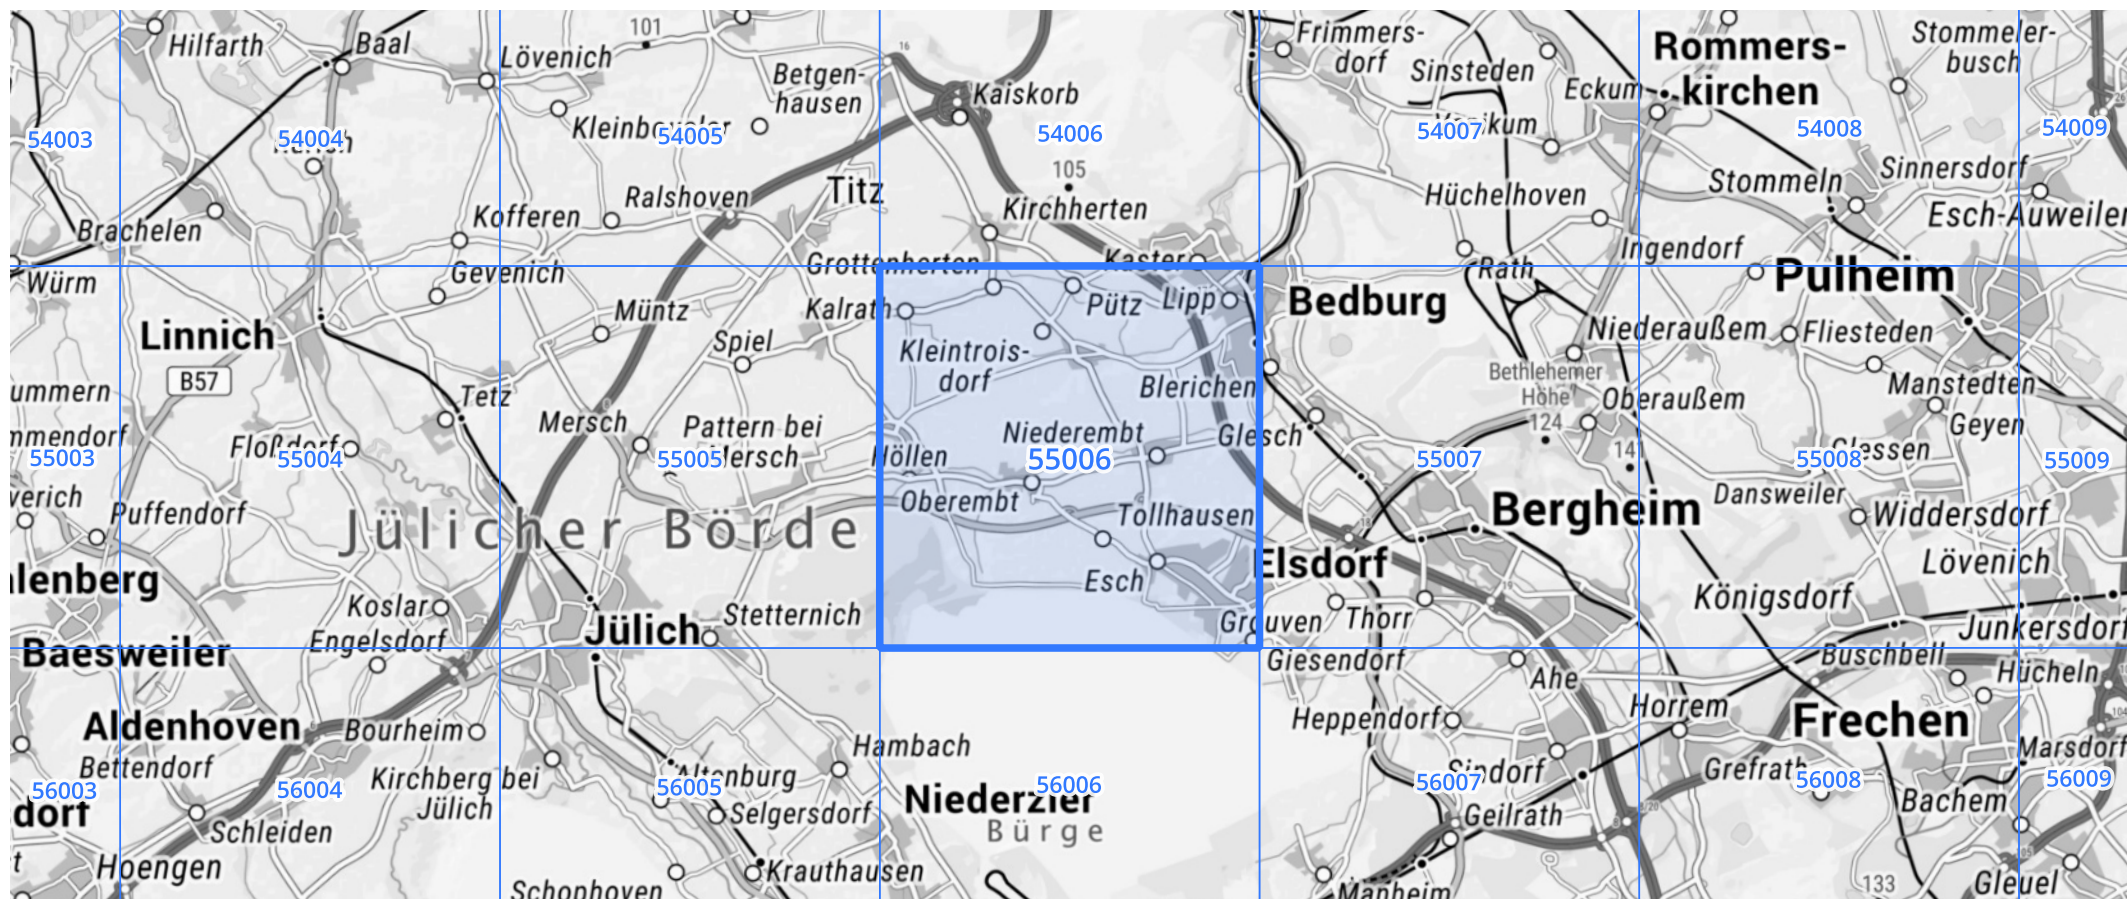 Hilfarth
Baal
Lövenich
101
Betgen-
hausen
16
Kaiskorb
Frimmers-
dorf
Sinsteden
Eckum
Rommers-
kirchen
Stommeler-
busch
54003
54004
Kleinbouslar
54005
54006
54007
54008
54009
105
Ralshoven
Titz
Kirchherten
Hüchelhoven
Stommeln
Sinnersdorf
Esch-Auweiler
Brachelen
Kofferen
Ingendorf
Würm
Gevenich
Grottenherten
Kaster
Rath
Pulheim
Linnich
Müntz
Kalrath
Pütz
Lipp
Bedburg
Niederaußem
Fliesteden
B57
Spiel
Kleintrois-
dorf
Bethlehemer
Höhe
124
Blerichen
Oberaußem
Manstedten
Geyen
ummern
Tetz
Mersch
Pattern bei
Mersch
Niederembt
Glesch
mmendorf
Floßdorf
55003
55004
55005
Höllen
55006
55007
141
55008
Glessen
55009
verich
Puffendorf
Jülicher Börde
Oberembt
Tollhausen
Bergheim
Dansweiler
Widdersdorf
Lövenich
alenberg
Elsdorf
Esch
Koslar
Stetternich
Thorr
Königsdorf
Baesweiler
Engelsdorf
Jülich
Grouven
Junkersdorf
Giesendorf
Ahe
Buschbell
Hücheln
Aldenhoven
Bourheim
Heppendorf
Horrem
Frechen
Marsdorf
Bettendorf
Kirchberg bei
Jülich
Hambach
Altenburg
Sindorf
Grefrath
56003
56004
56005
56006
56007
56008
56009
dorf
Selgersdorf
Niederzier
Bürge
Geilrath
Bachem
Schleiden
Hoengen
Krauthausen
Schophoven
Manheim
133
Gleuel